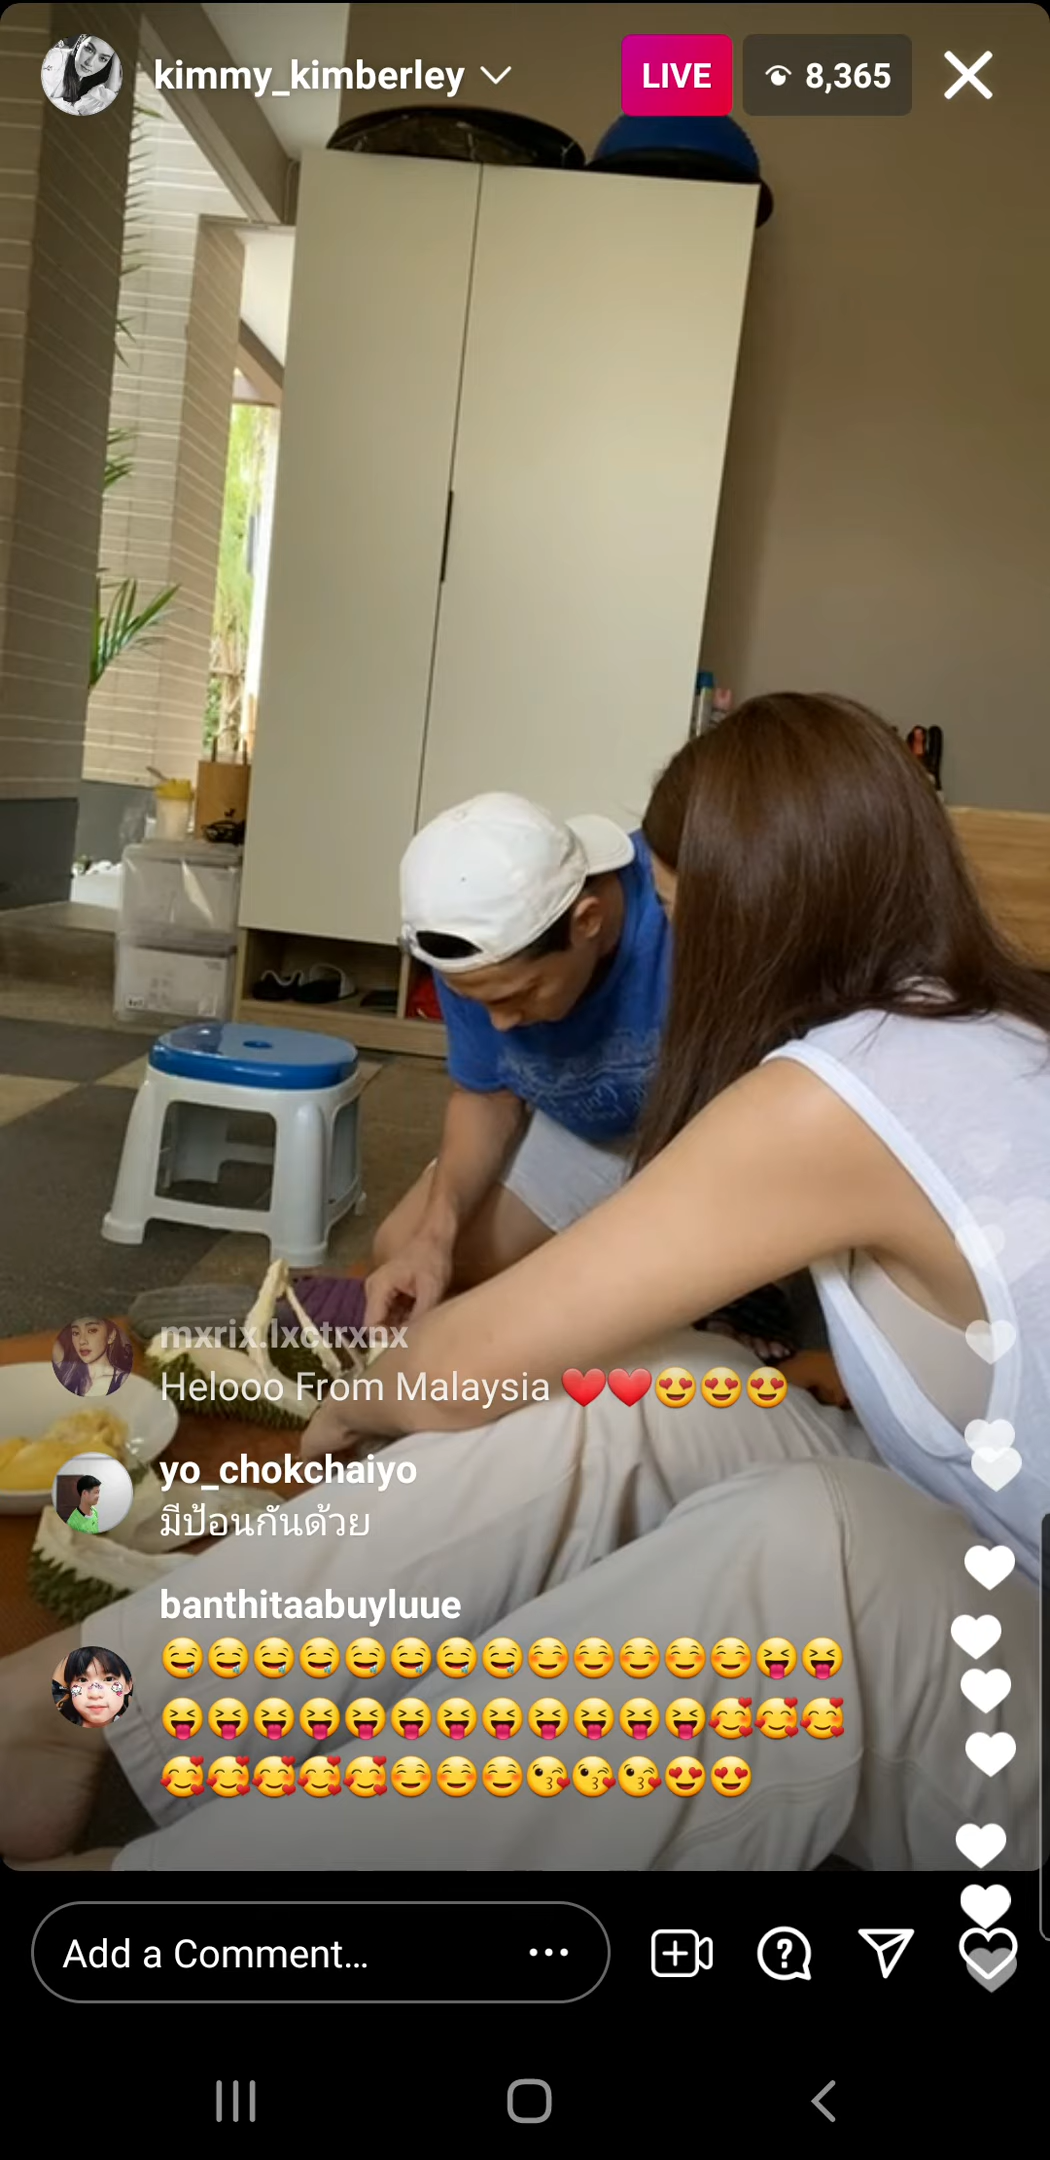 kimmy_kimberley
LIVE
8,365
mxrix.lxctrxnx
Helooo From Malaysia ❤️❤️😍😍😍
yo_chokchaiyo
มีป้อนกันด้วย
banthitaabuyluue
🤤🤤🤤🤤🤤🤤🤤🤤😊😊😊😊😊😝😝
😝😝😝😝😝😝😝😝😝😝😝😝🥰🥰🥰
🥰🥰🥰🥰🥰😊😊😊😘😘😘😍😍
Add a Comment...